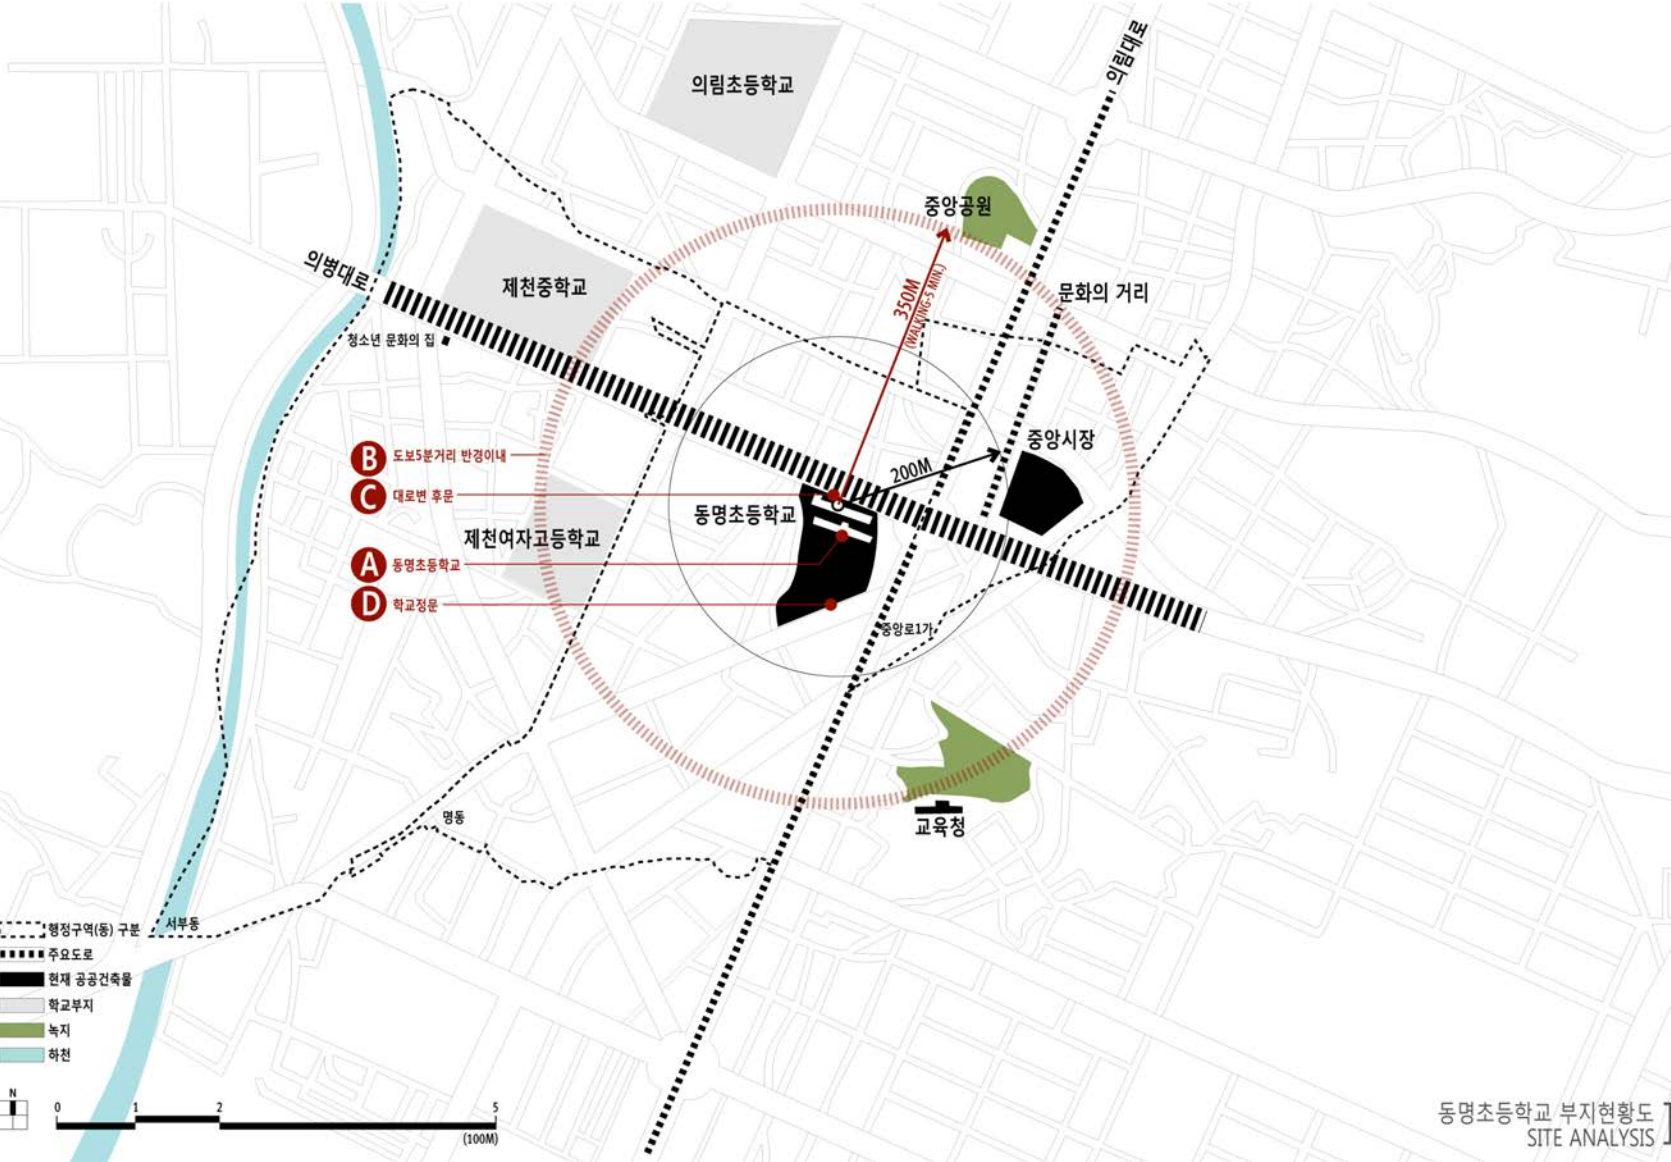 의림대로
의림초등학교
중앙공원
의병대로
제천중학교
350M
(WALKING-5 MIN.)
문화의 거리
청소년 문화의 집
중앙시장
200M
B 도보5분거리 반경이내
C 대로변 후문
동명초등학교
제천여자고등학교
A 동명초등학교
D 학교정문
중앙로1가
교육청
명동
서부동
행정구역(동) 구분
주요도로
현재 공공건축물
학교부지
녹지
하천
N
0 1 2 5
(100M)
동명초등학교 부지현황도
SITE ANALYSIS